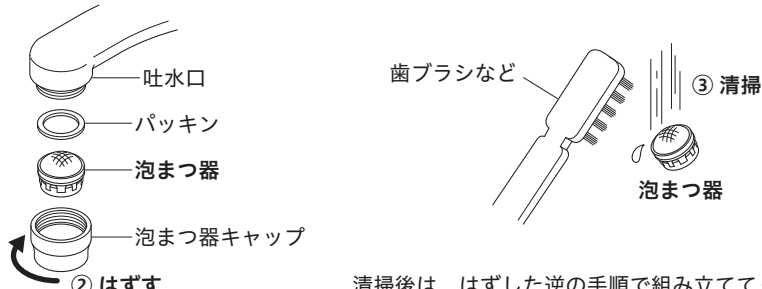 吐水口
パッキン
泡まつ器
泡まつ器キャップ
② はずす
歯ブラシなど
③ 清掃
泡まつ器
清掃後は、はずした逆の手順で組み立てて